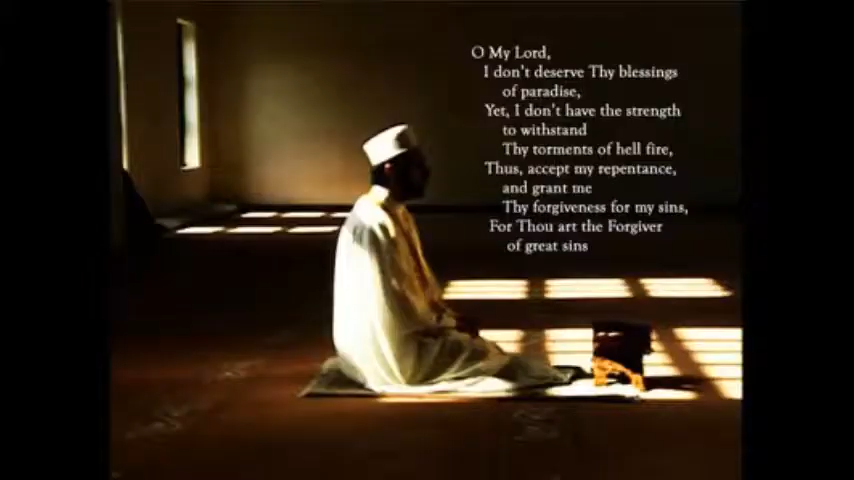 O My Lord,
I don't deserve Thy blessings
of paradise,
Yet, I don't have the strength
to withstand
Thy torments of hell fire,
Thus, accept my repentance,
and grant me
Thy forgiveness for my sins,
For Thou art the Forgiver
of great sins